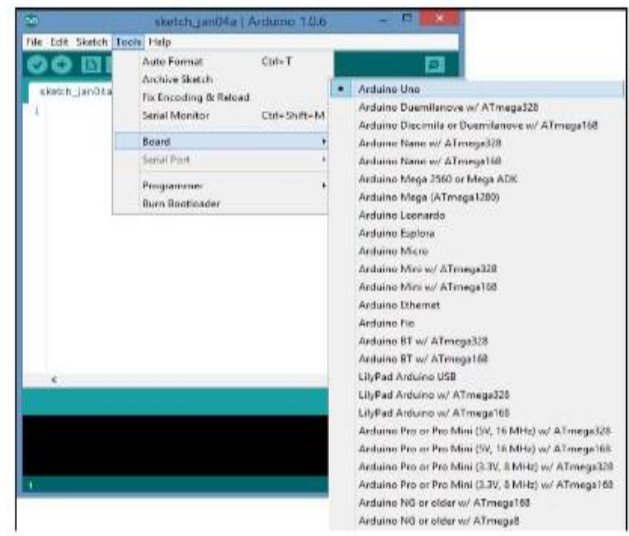 sketch_jan04a | Arduino 1.0.6
File Edit Sketch Tools Help
Auto Format Ctrl+T
Archive Sketch
Fix Encoding & Reload
Serial Monitor Ctrl+Shift+M
Board
Serial Port
Programmer
Burn Bootloader
sketch_jan04a
1
Arduino Uno
Arduino Duemilanove w/ ATmega328
Arduino Diecimila or Duemilanove w/ ATmega168
Arduino Nano w/ ATmega328
Arduino Nano w/ ATmega168
Arduino Mega 2560 or Mega ADK
Arduino Mega (ATmega1280)
Arduino Leonardo
Arduino Esplora
Arduino Micro
Arduino Mini w/ ATmega328
Arduino Mini w/ ATmega168
Arduino Ethernet
Arduino Fio
Arduino BT w/ ATmega328
Arduino BT w/ ATmega168
LilyPad Arduino USB
LilyPad Arduino w/ ATmega328
LilyPad Arduino w/ ATmega168
Arduino Pro or Pro Mini (5V, 16 MHz) w/ ATmega328
Arduino Pro or Pro Mini (5V, 16 MHz) w/ ATmega168
Arduino Pro or Pro Mini (3.3V, 8 MHz) w/ ATmega328
Arduino Pro or Pro Mini (3.3V, 8 MHz) w/ ATmega168
Arduino NG or older w/ ATmega168
Arduino NG or older w/ ATmega8
1